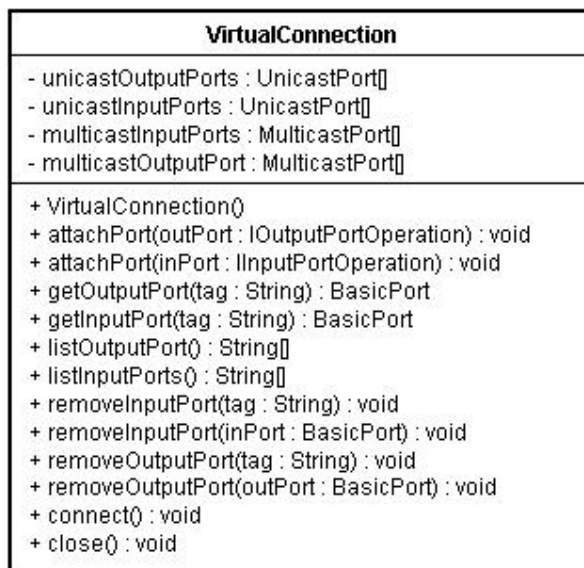 VirtualConnection
- unicastOutputPorts : UnicastPort[]
- unicastInputPorts : UnicastPort[]
- multicastInputPorts : MulticastPort[]
- multicastOutputPort : MulticastPort[]
+ VirtualConnection()
+ attachPort(outPort : IOutputPortOperation) : void
+ attachPort(inPort : IInputPortOperation) : void
+ getOutputPort(tag : String) : BasicPort
+ getInputPort(tag : String) : BasicPort
+ listOutputPort() : String[]
+ listInputPorts() : String[]
+ removeInputPort(tag : String) : void
+ removeInputPort(inPort : BasicPort) : void
+ removeOutputPort(tag : String) : void
+ removeOutputPort(outPort : BasicPort) : void
+ connect() : void
+ close() : void